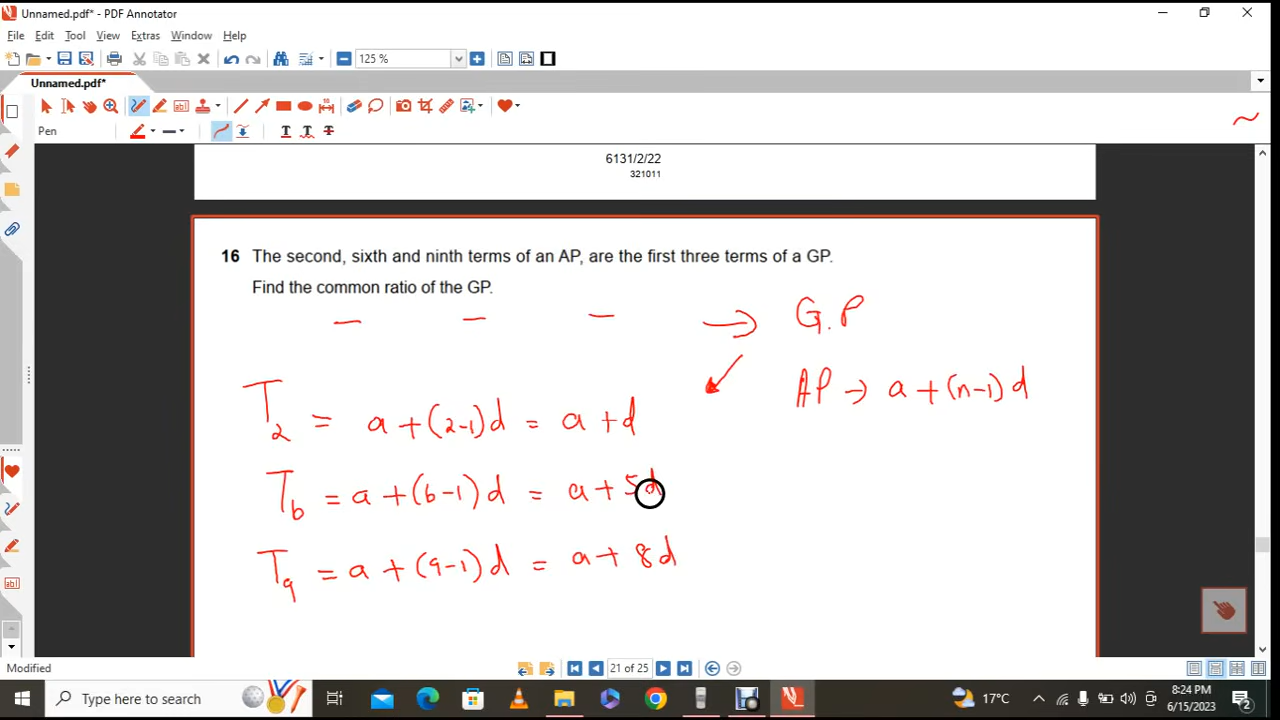 Unnamed.pdf* - PDF Annotator
File Edit Tool View Extras Window Help
125 %
Unnamed.pdf*
Pen
6131/2/22
321011
16 The second, sixth and ninth terms of an AP, are the first three terms of a GP.
Find the common ratio of the GP.
→ G.P
AP → a + (n-1) d
T2 = a + (2-1)d = a + d
T6 = a + (6-1) d = a + 5d
T9 = a + (9-1) d = a + 8d
Modified
21 of 25
Type here to search
17°C
8:24 PM
6/15/2023
2